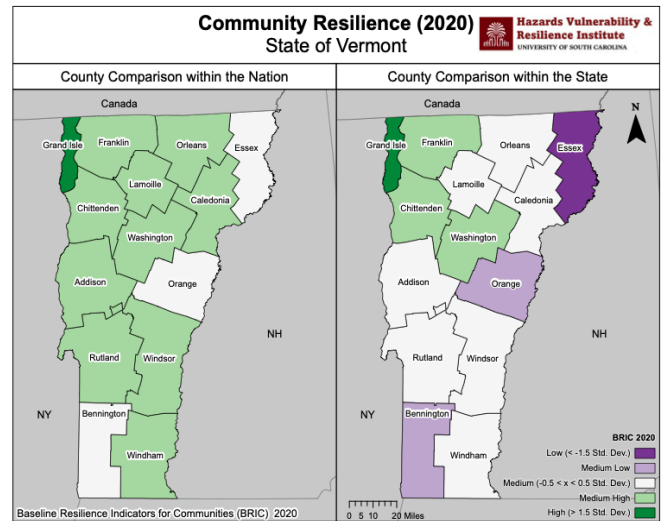 Community Resilience (2020)
State of Vermont
Hazards Vulnerability &
Resilience Institute
UNIVERSITY OF SOUTH CAROLINA
County Comparison within the Nation
Canada
Grand Isle
Franklin
Orleans
Essex
Lamoille
Caledonia
Chittenden
Washington
Addison
Orange
NH
Rutland
Windsor
NY
Bennington
Windham
Baseline Resilience Indicators for Communities (BRIC) 2020
County Comparison within the State
Canada
N
Grand Isle
Franklin
Orleans
Essex
Lamoille
Caledonia
Chittenden
Washington
Addison
Orange
NH
Rutland
Windsor
NY
Bennington
Windham
BRIC 2020
Low (< -1.5 Std. Dev.)
Medium Low
Medium (-0.5 < x < 0.5 Std. Dev.)
Medium High
High (> 1.5 Std. Dev.)
0 5 10 20 Miles